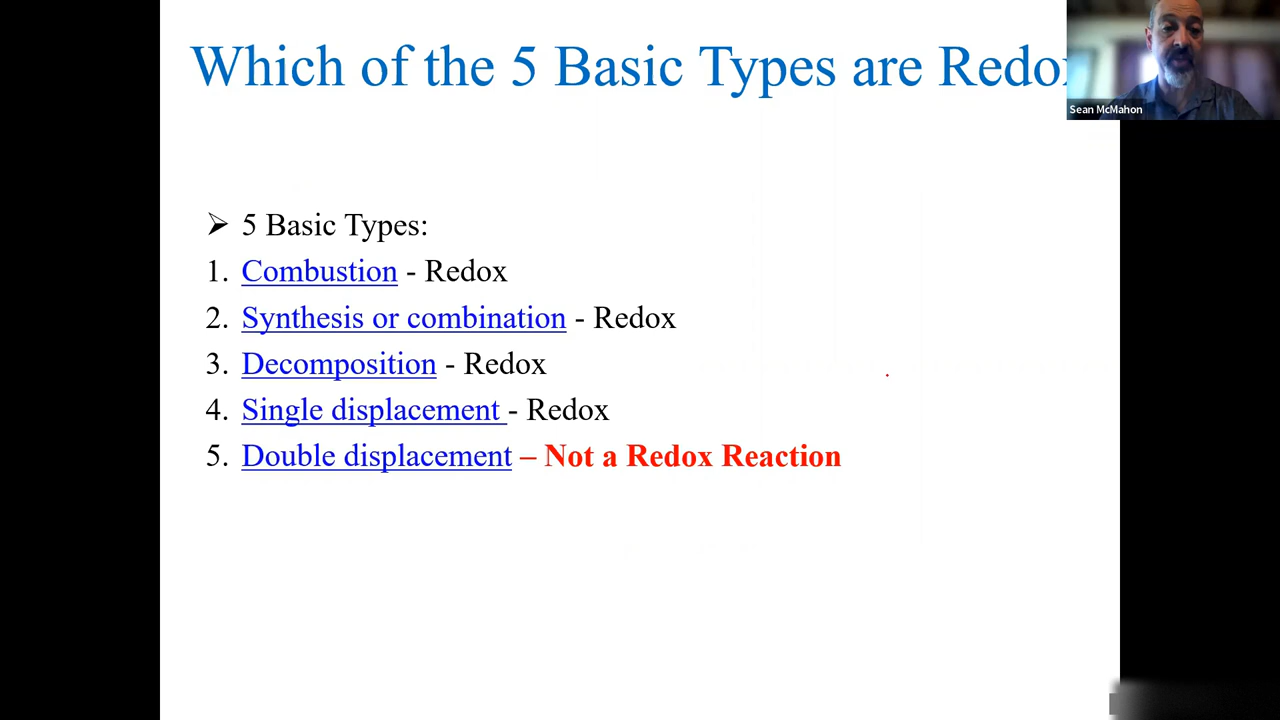 Which of the 5 Basic Types are Redox
Sean McMahon
➢ 5 Basic Types:
1. Combustion - Redox
2. Synthesis or combination - Redox
3. Decomposition - Redox
4. Single displacement - Redox
5. Double displacement – Not a Redox Reaction